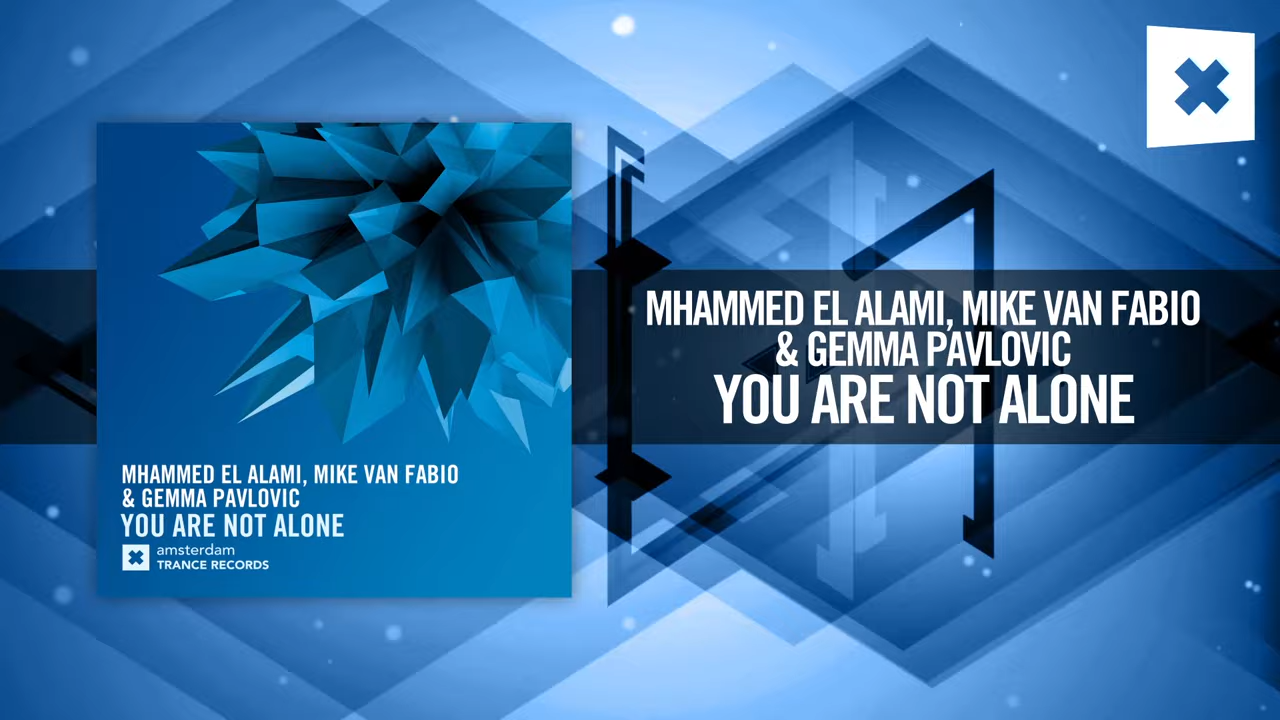 MHAMMED EL ALAMI, MIKE VAN FABIO
& GEMMA PAVLOVIC
YOU ARE NOT ALONE
amsterdam
TRANCE RECORDS
MHAMMED EL ALAMI, MIKE VAN FABIO
& GEMMA PAVLOVIC
YOU ARE NOT ALONE